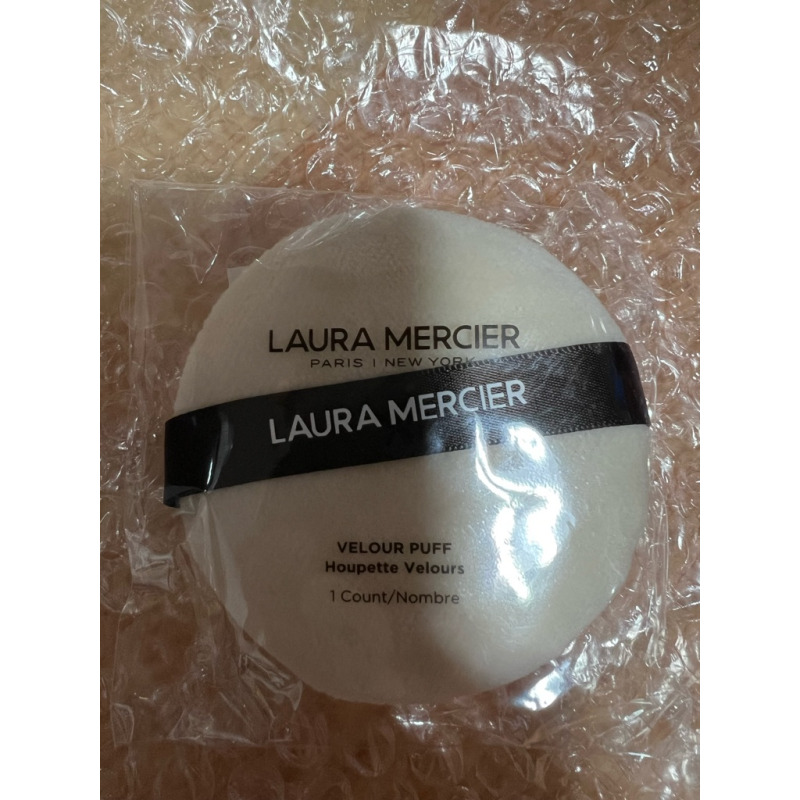 LAURA MERCIER
PARIS | NEW YORK
LAURA MERCIER
VELOUR PUFF
Houpette Velours
1 Count/Nombre